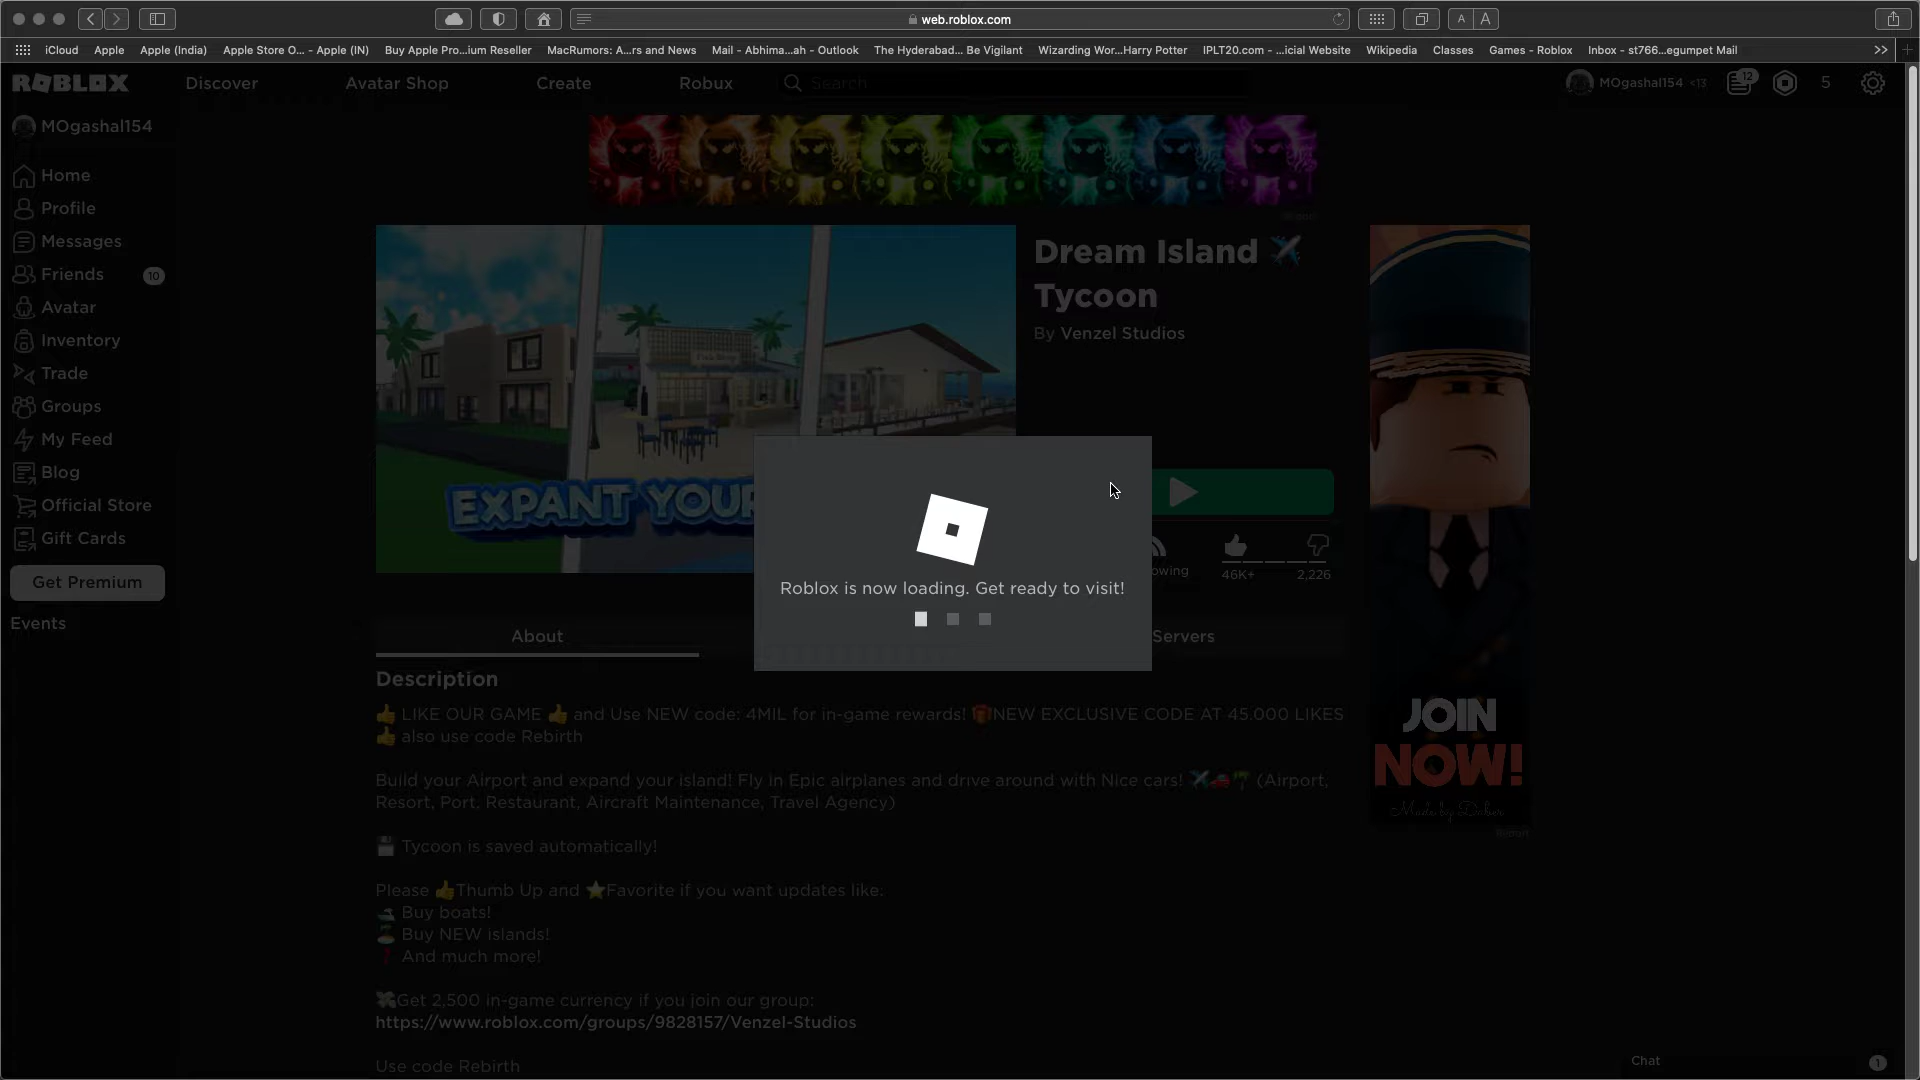 web.roblox.com
A A
iCloud Apple Apple (India) Apple Store O... - Apple (IN) Buy Apple Pro...ium Reseller MacRumors: A...rs and News Mail - Abhima...ah - Outlook The Hyderabad... Be Vigilant Wizarding Wor...Harry Potter IPLT20.com - ...icial Website Wikipedia Classes Games - Roblox Inbox - st766...egumpet Mail
ROBLOX Discover Avatar Shop Create Robux Search MOgashal154 <13 12 5
MOgashal154
Home
Profile
Messages
Friends 10
Avatar
Inventory
Trade
Groups
My Feed
Blog
Official Store
Gift Cards
Get Premium
Events
EXPANT YOUR
Dream Island ✈️
Tycoon
By Venzel Studios
owing 46K+ 2,226
Roblox is now loading. Get ready to visit!
About Servers
Description
👍 LIKE OUR GAME 👍 and Use NEW code: 4MIL for in-game rewards! 🎁NEW EXCLUSIVE CODE AT 45.000 LIKES
👍 also use code Rebirth
Build your Airport and expand your island! Fly in Epic airplanes and drive around with Nice cars! ✈️🚗🌴 (Airport,
Resort, Port, Restaurant, Aircraft Maintenance, Travel Agency)
💾 Tycoon is saved automatically!
Please 👍Thumb Up and ⭐Favorite if you want updates like:
🚤 Buy boats!
🏝️ Buy NEW islands!
❗ And much more!
💸Get 2,500 in-game currency if you join our group:
https://www.roblox.com/groups/9828157/Venzel-Studios
Use code Rebirth
JOIN
NOW!
Chat 1